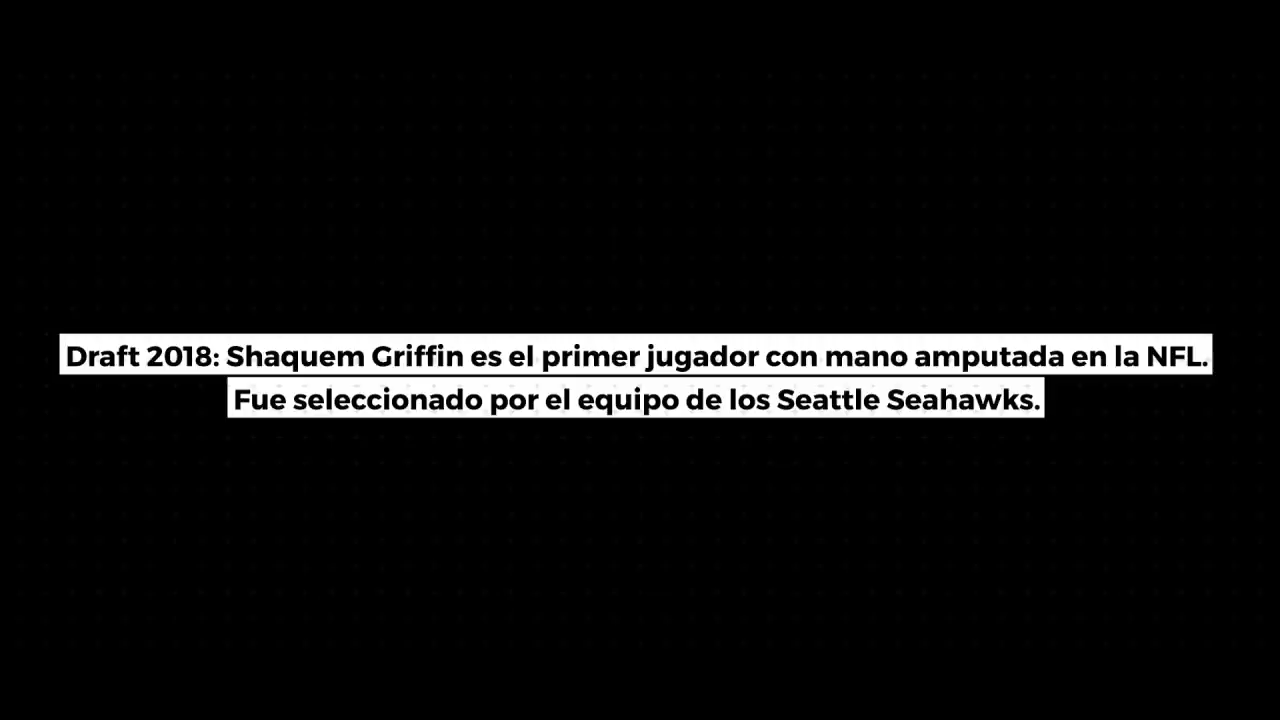 Draft 2018: Shaquem Griffin es el primer jugador con mano amputada en la NFL.
Fue seleccionado por el equipo de los Seattle Seahawks.